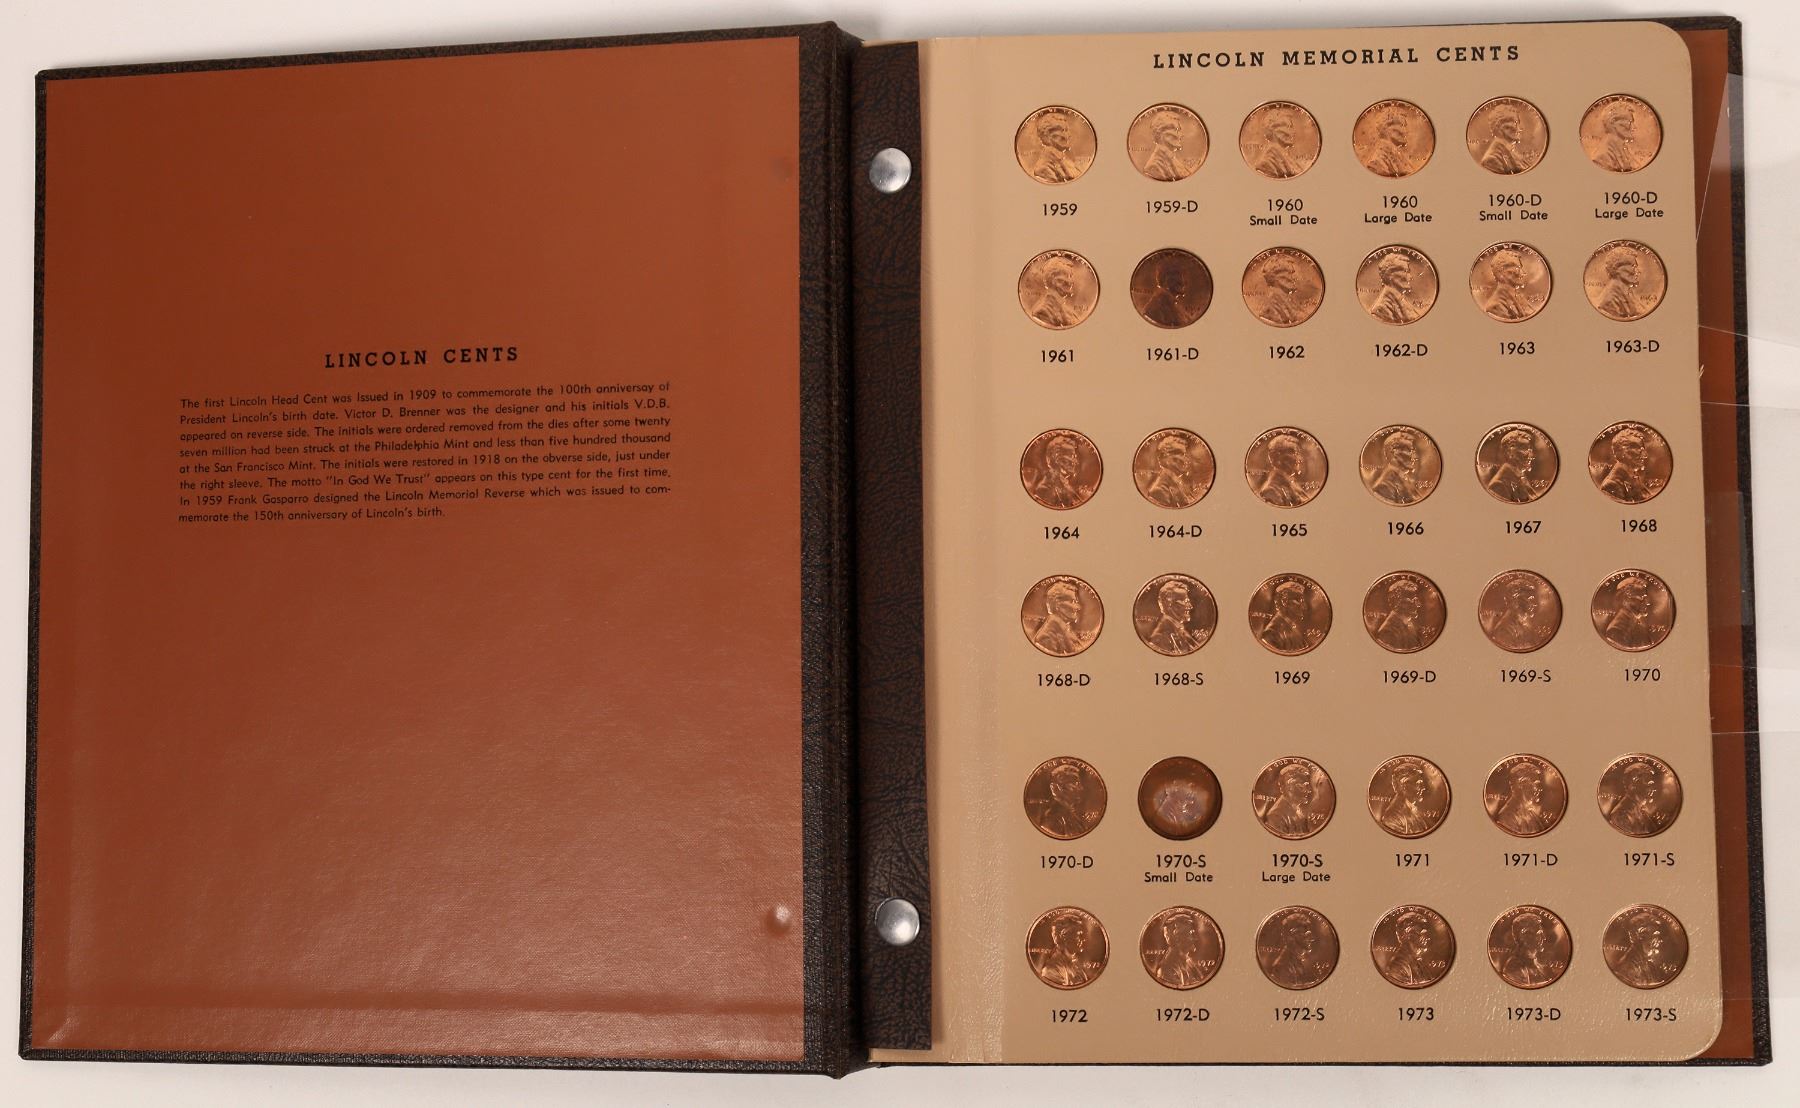 LINCOLN CENTS
The first Lincoln Head Cent was Issued in 1909 to commemorate the 100th anniversay of
President Lincoln's birth date. Victor D. Brenner was the designer and his initials V.D.B.
appeared on reverse side. The initials were ordered removed from the dies after some twenty
seven million had been struck at the Philadelphia Mint and less than five hundred thousand
at the San Francisco Mint. The initials were restored in 1918 on the obverse side, just under
the right sleeve. The motto "In God We Trust" appears on this type cent for the first time.
In 1959 Frank Gasparro designed the Lincoln Memorial Reverse which was issued to com-
memorate the 150th anniversary of Lincoln's birth.
LINCOLN MEMORIAL CENTS
1959 1959-D 1960 1960 1960-D 1960-D
Small Date Large Date Small Date Large Date
1961 1961-D 1962 1962-D 1963 1963-D
1964 1964-D 1965 1966 1967 1968
1968-D 1968-S 1969 1969-D 1969-S 1970
1970-D 1970-S 1970-S 1971 1971-D 1971-S
Small Date Large Date
1972 1972-D 1972-S 1973 1973-D 1973-S